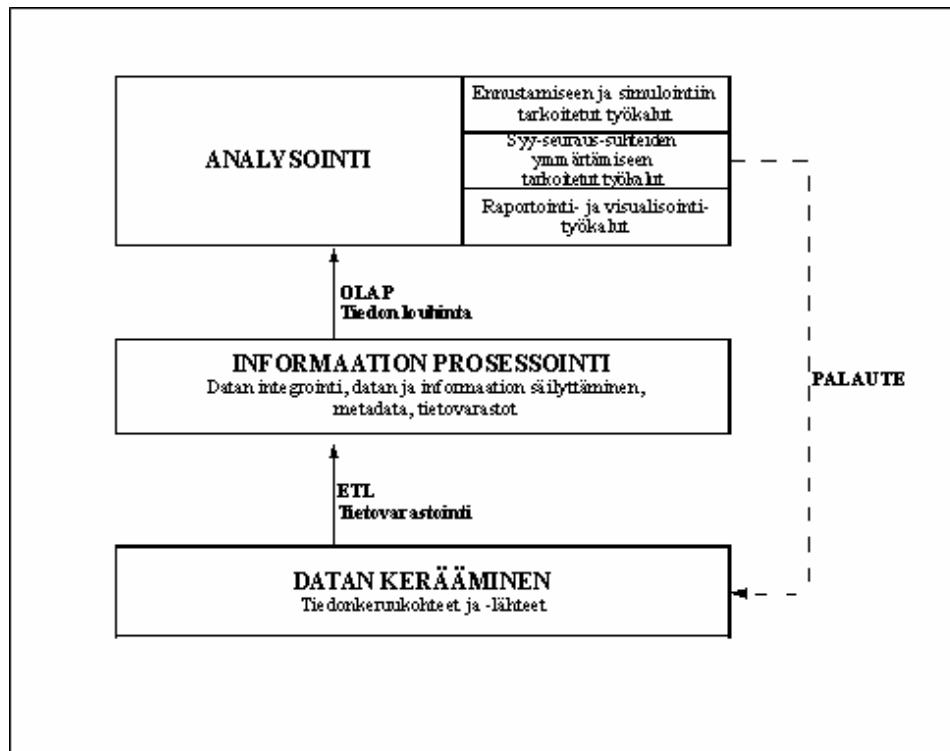 ANALYSOINTI
Ennustamiseen ja simulointiin
tarkoitetut työkalut
Syy-seuraus-suhteiden
ymmärtämiseen
tarkoitetut työkalut
Raportointi- ja visualisointi-
työkalut
OLAP
Tiedon louhinta
INFORMAATION PROSESSOINTI
Datan integrointi, datan ja informaation säilyttäminen,
metadata, tietovarastot
PALAUTE
ETL
Tietovarastointi
DATAN KERÄÄMINEN
Tiedonkeruukohteet ja -lähteet